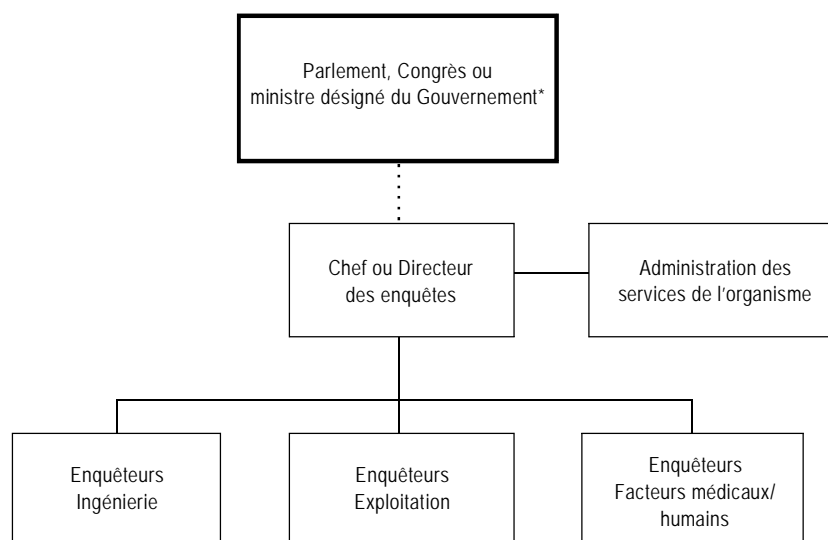 Parlement, Congrès ou
ministre désigné du Gouvernement*
Chef ou Directeur
des enquêtes
Administration des
services de l'organisme
Enquêteurs
Ingénierie
Enquêteurs
Exploitation
Enquêteurs
Facteurs médicaux/
humains